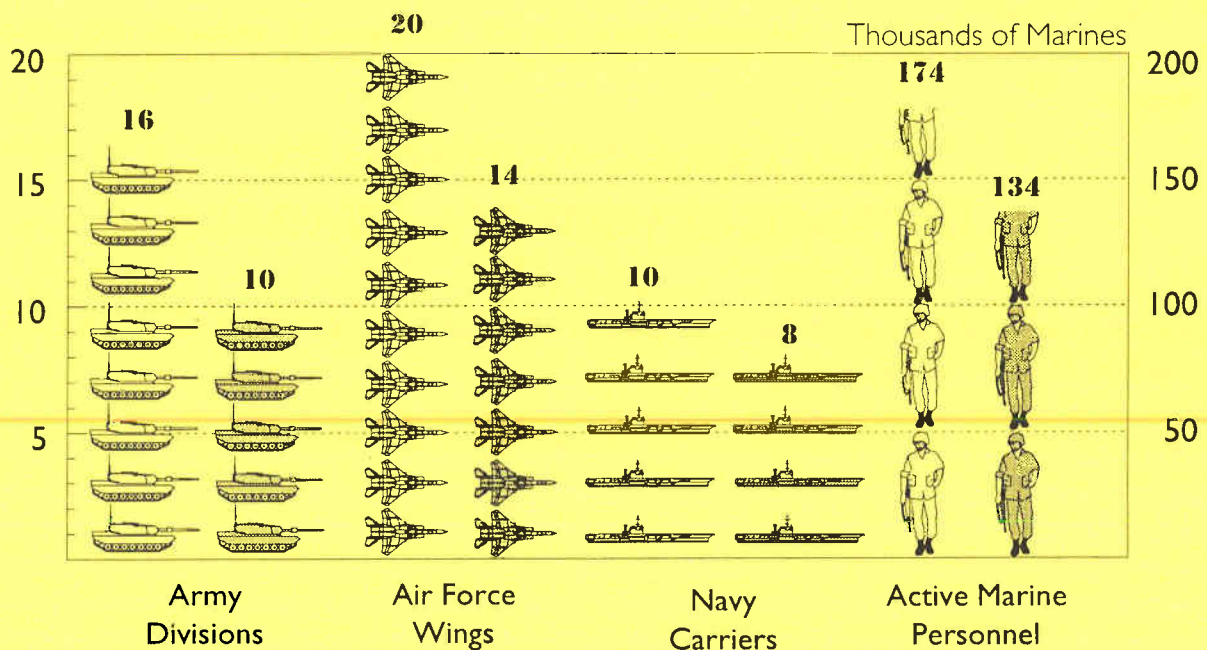 20
Thousands of Marines
20
200
174
16
15
14
150
134
10
10
10
100
8
5
50
Army
Divisions
Air Force
Wings
Navy
Carriers
Active Marine
Personnel